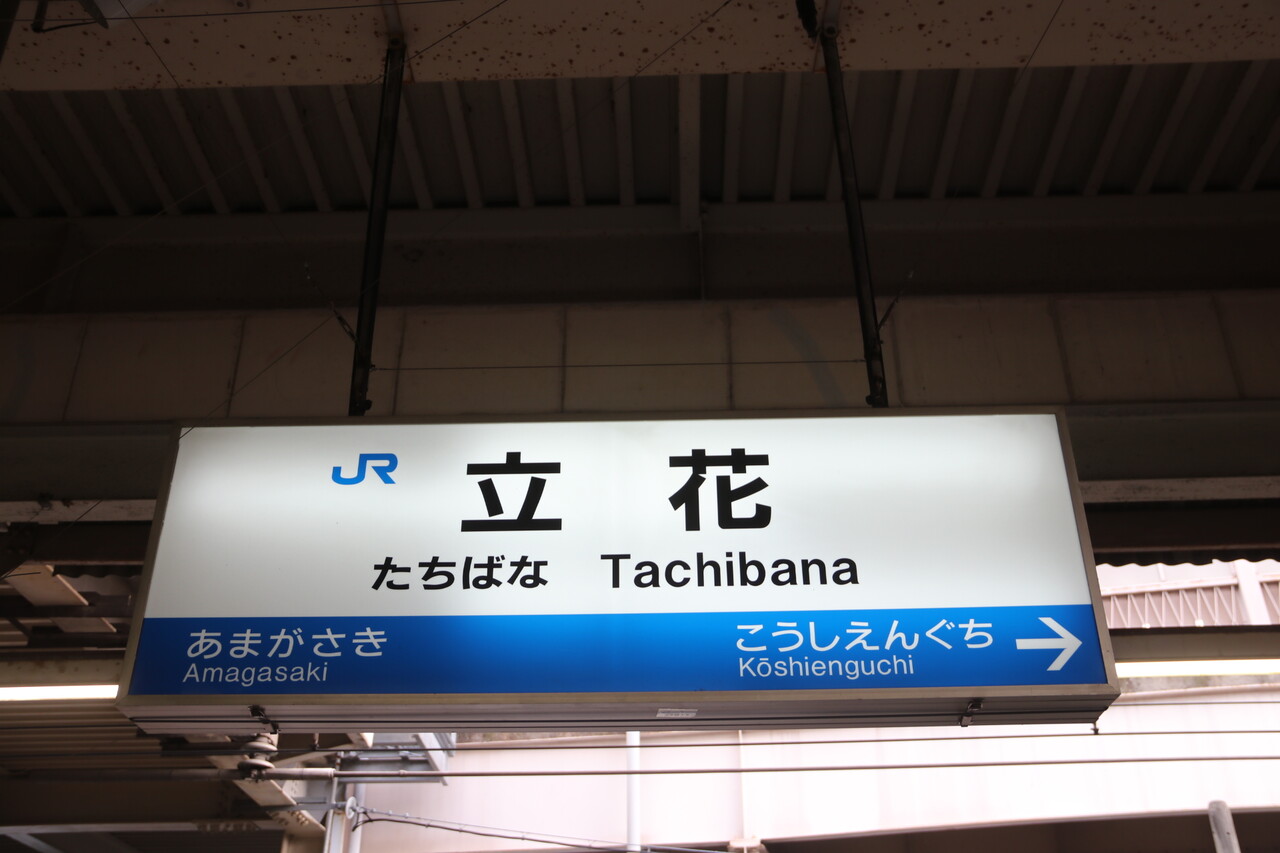 JR 立花
たちばな Tachibana
あまがさき こうしえんぐち →
Amagasaki Kōshienguchi